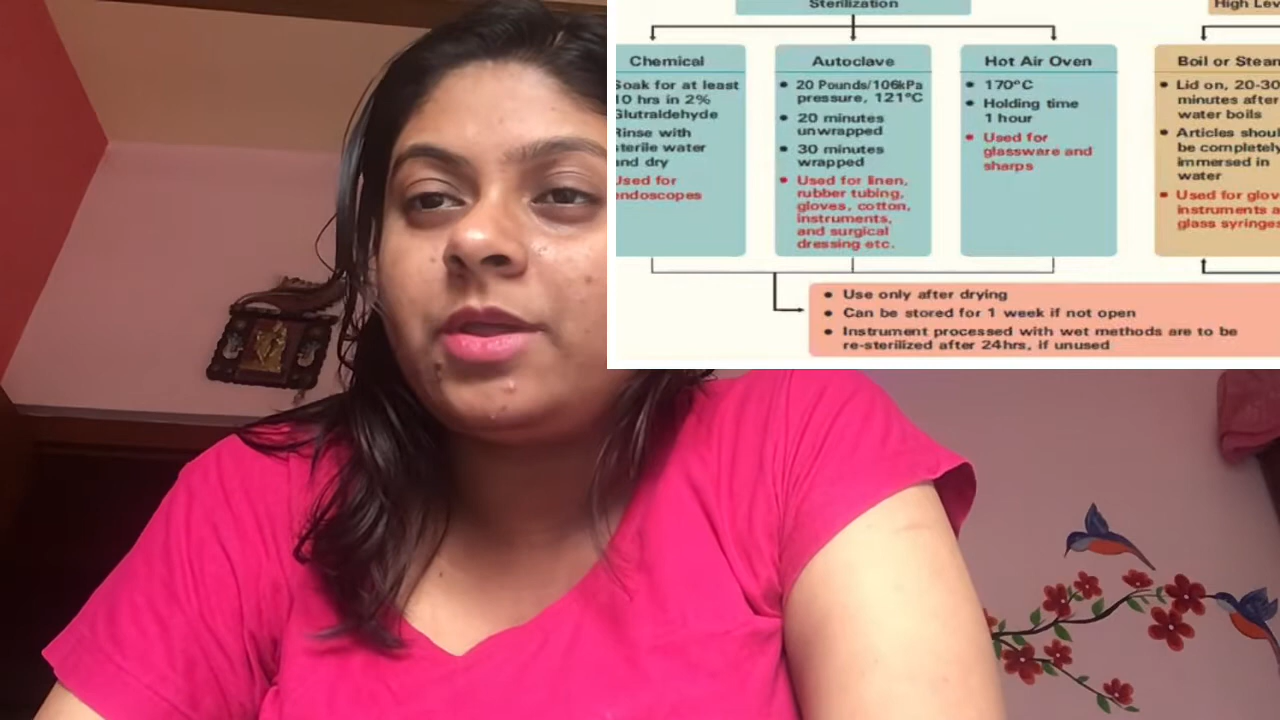 Sterilization
High Lev
Chemical
Soak for at least
10 hrs in 2%
Glutraldehyde
Rinse with
sterile water
and dry
Used for
endoscopes
Autoclave
20 Pounds/106kPa
pressure, 121°C
20 minutes
unwrapped
30 minutes
wrapped
Used for linen,
rubber tubing,
gloves, cotton,
instruments,
and surgical
dressing etc.
Hot Air Oven
170°C
Holding time
1 hour
Used for
glassware and
sharps
Boil or Steam
Lid on, 20-30
minutes after
water boils
Articles shoul
be completely
immersed in
water
Used for glov
instruments a
glass syringes
Use only after drying
Can be stored for 1 week if not open
Instrument processed with wet methods are to be
re-sterilized after 24hrs, if unused